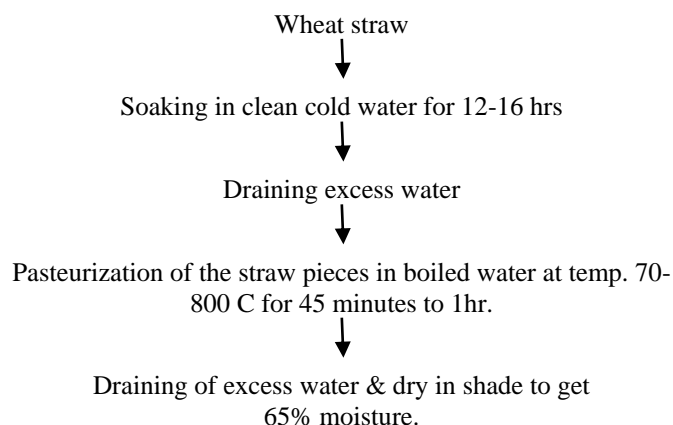 Wheat straw
Soaking in clean cold water for 12-16 hrs
Draining excess water
Pasteurization of the straw pieces in boiled water at temp. 70-
800 C for 45 minutes to 1hr.
Draining of excess water & dry in shade to get
65% moisture.